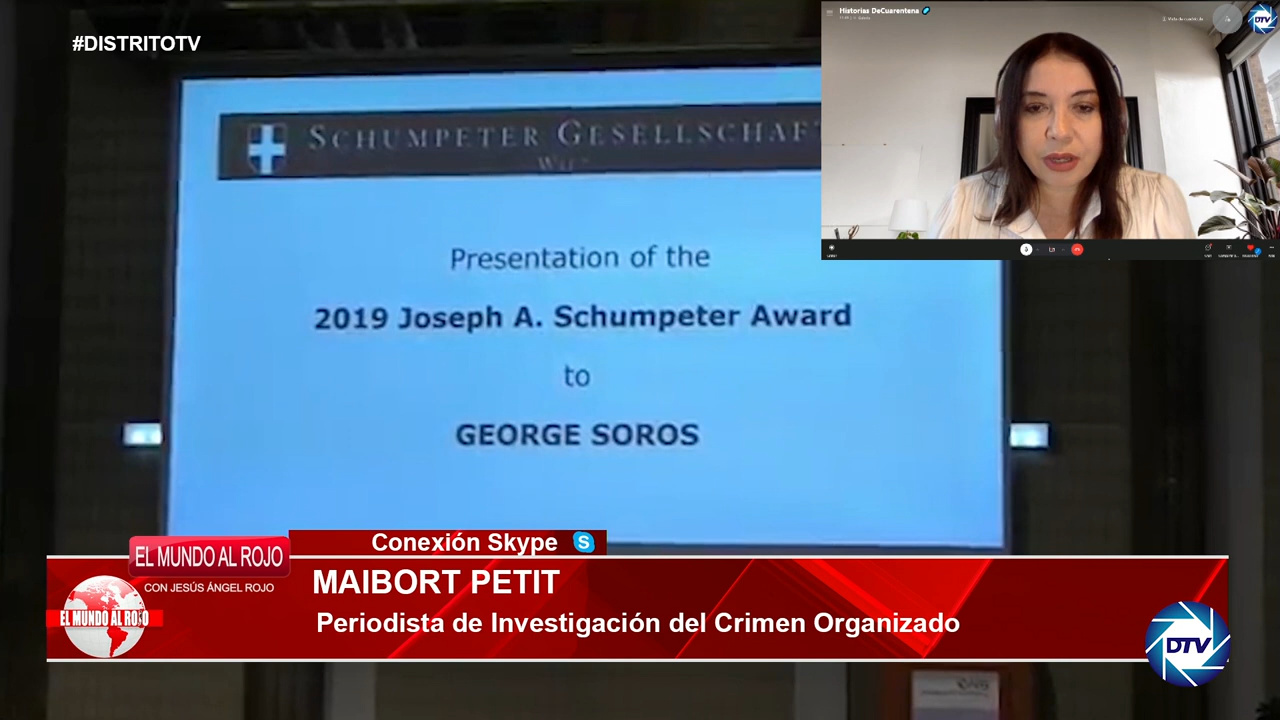 #DISTRITOTV
Historias DeCuarentena
DTV
SCHUMPETER GESELLSCHAFT
Presentation of the
2019 Joseph A. Schumpeter Award
to
GEORGE SOROS
Conexión Skype
EL MUNDO AL ROJO
CON JESÚS ÁNGEL ROJO
EL MUNDO AL ROJO
MAIBORT PETIT
Periodista de Investigación del Crimen Organizado
DTV